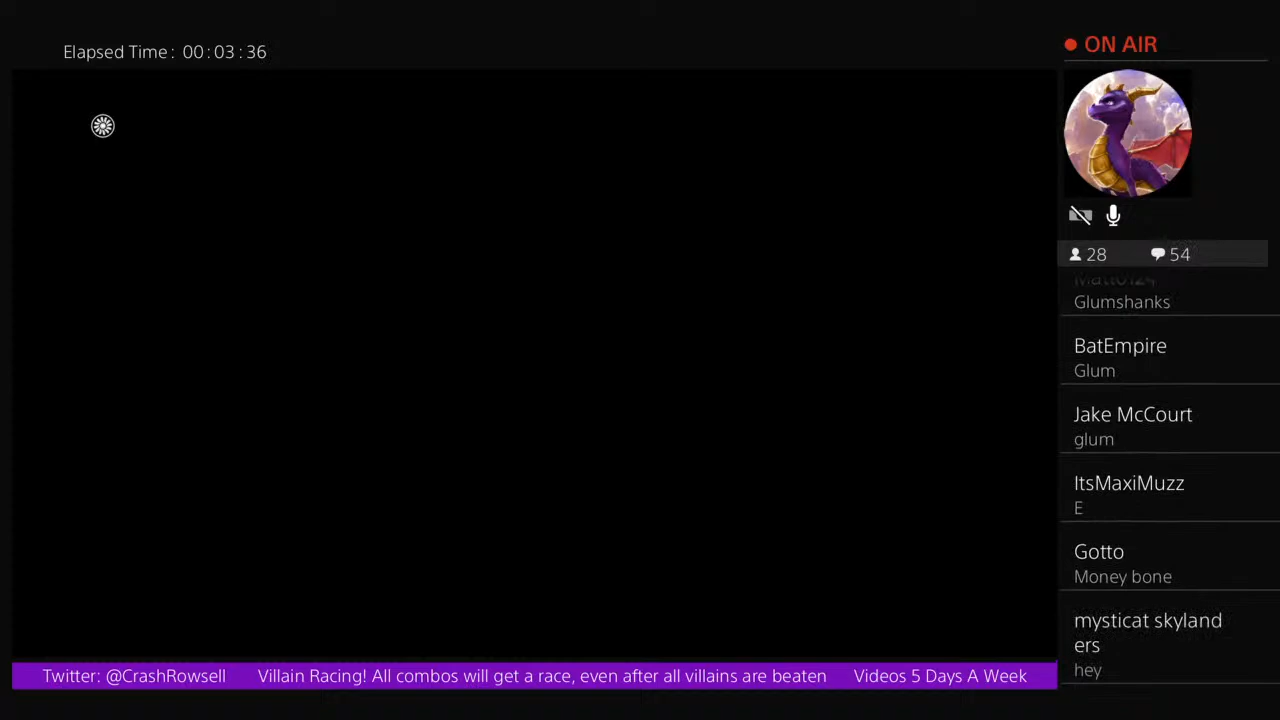 Elapsed Time: 00:03:36
ON AIR
28 54
Glumshanks
BatEmpire
Glum
Jake McCourt
glum
ItsMaxiMuzz
E
Gotto
Money bone
mysticat skyland
ers
hey
Twitter: @CrashRowsell Villain Racing! All combos will get a race, even after all villains are beaten Videos 5 Days A Week